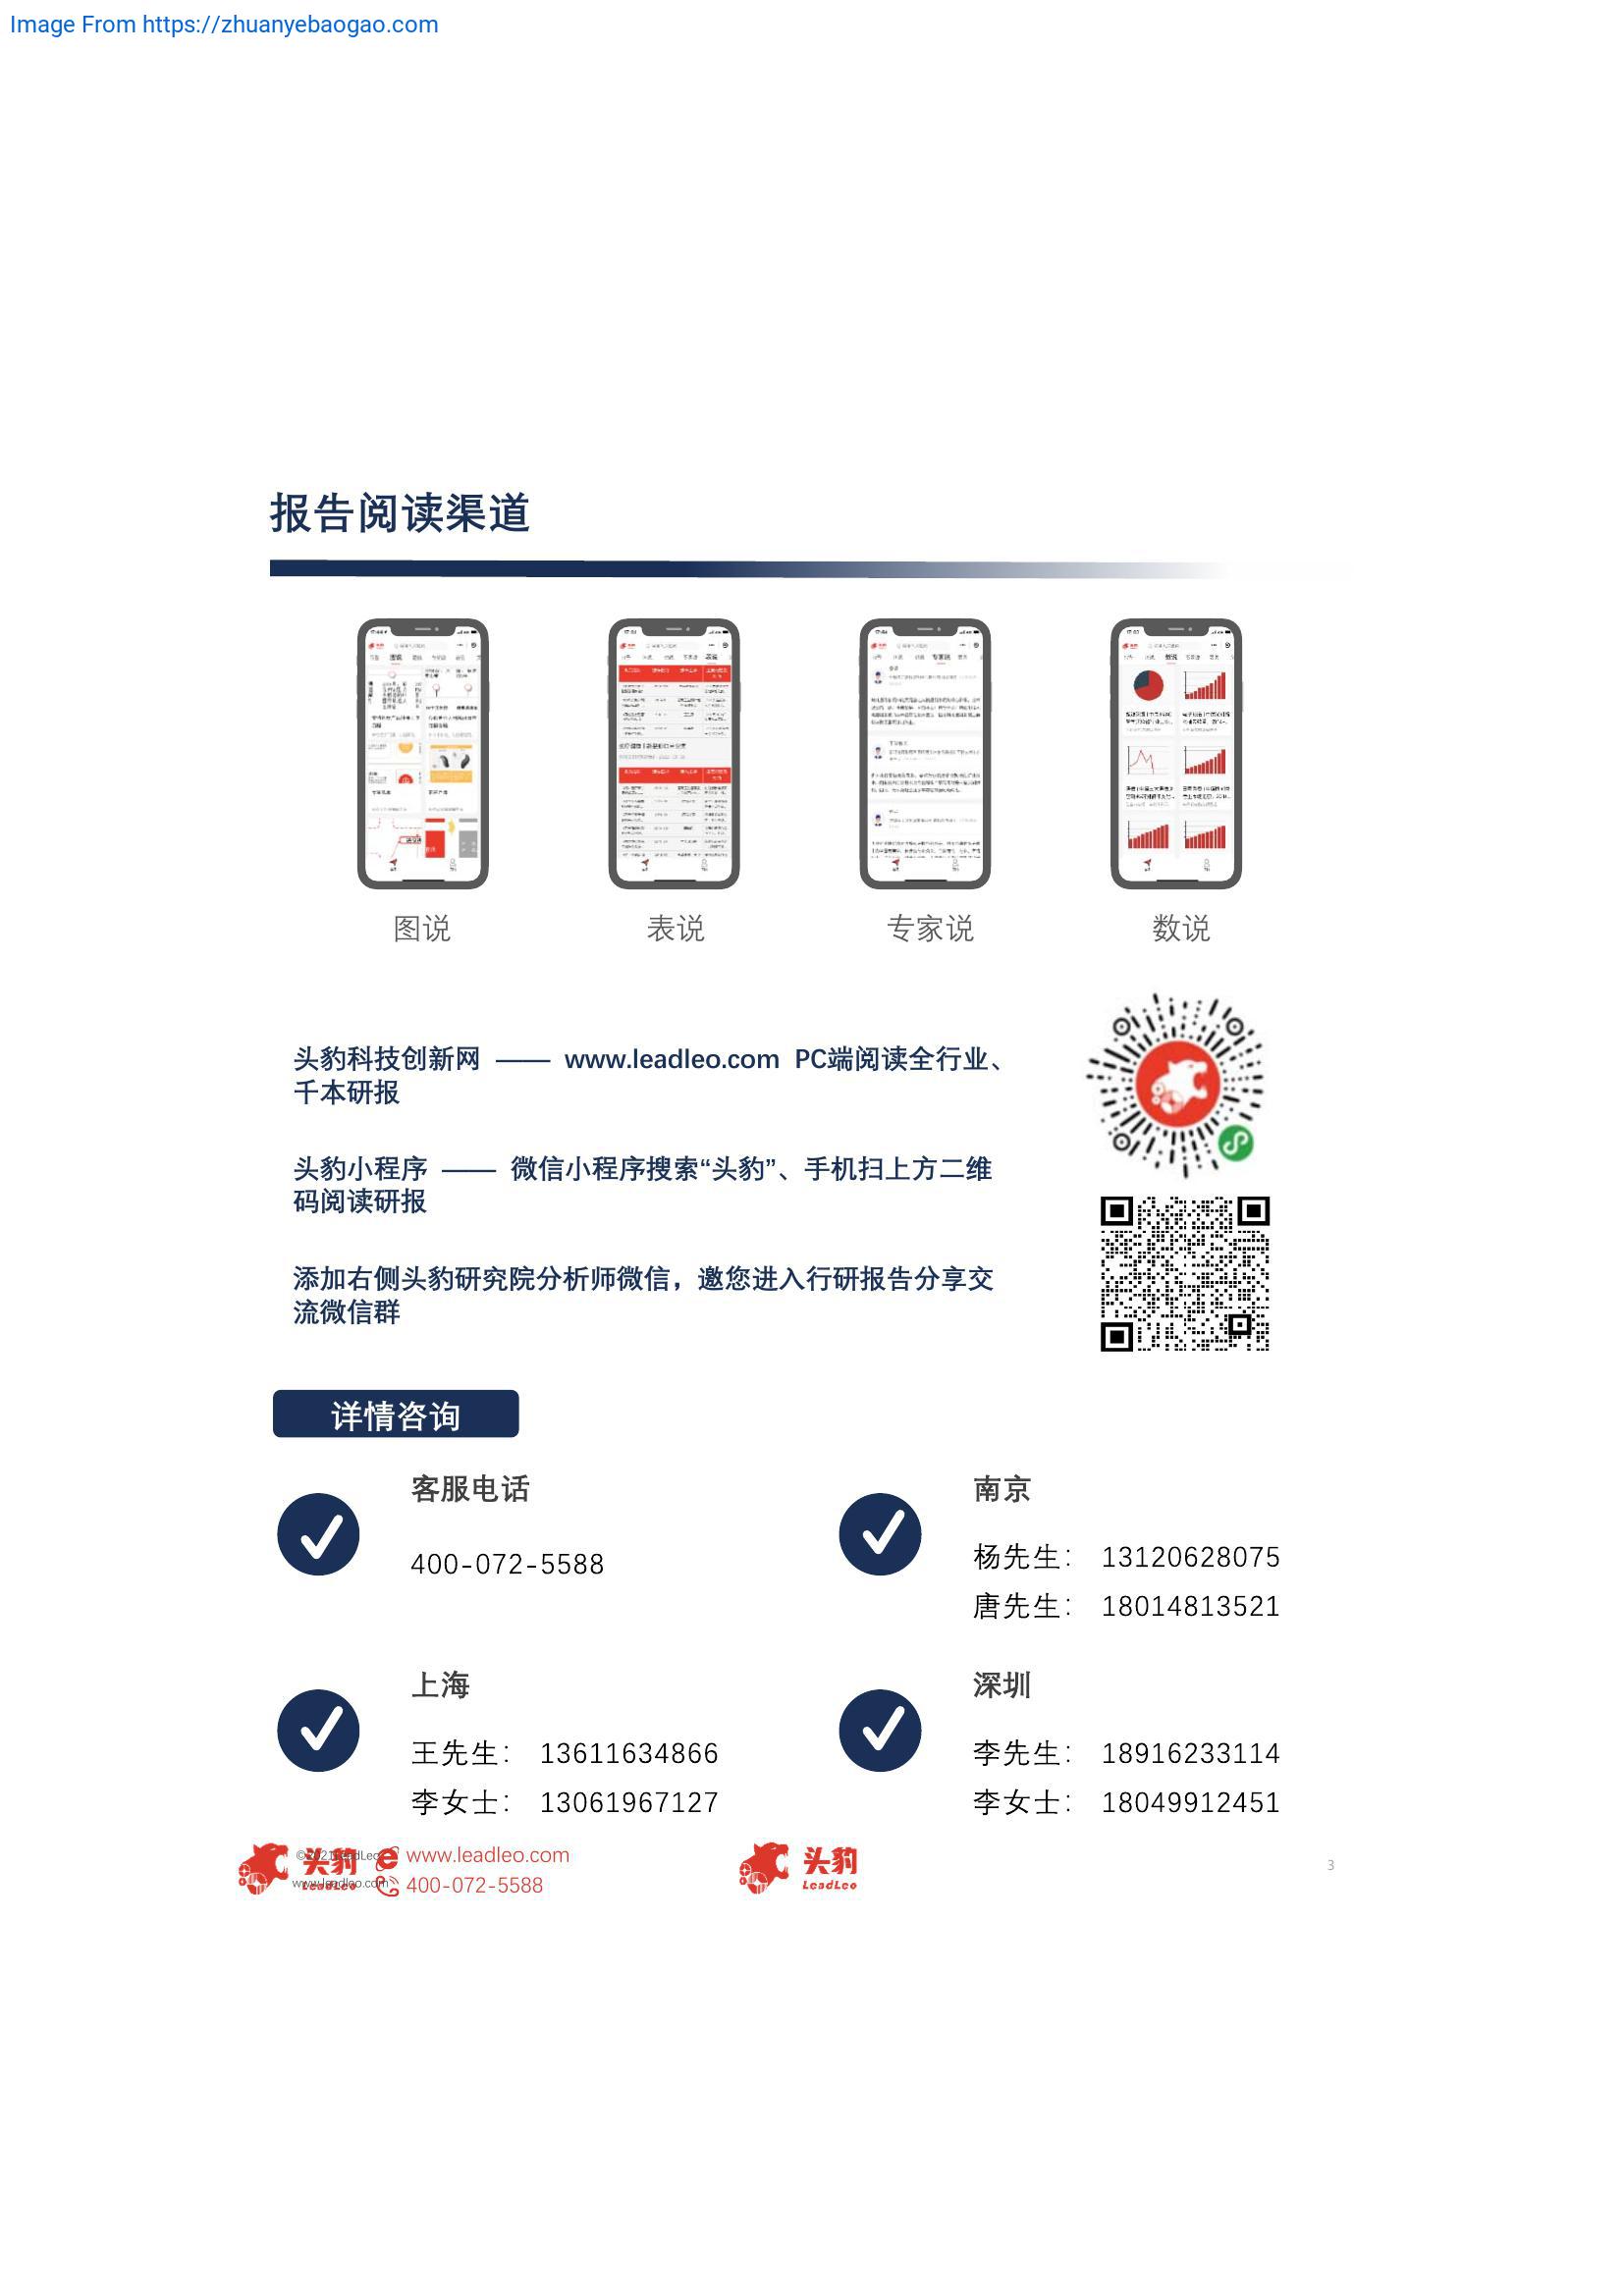 Image From https://zhuanyebaogao.com
报告阅读渠道
图说
表说
专家说
数说
头豹科技创新网 —— www.leadleo.com PC端阅读全行业、
千本研报
头豹小程序 —— 微信小程序搜索“头豹”、手机扫上方二维
码阅读研报
添加右侧头豹研究院分析师微信，邀您进入行研报告分享交
流微信群
详情咨询
客服电话
400-072-5588
南京
杨先生： 13120628075
唐先生： 18014813521
上海
王先生： 13611634866
李女士： 13061967127
深圳
李先生： 18916233114
李女士： 18049912451
©2021 LeadLeo
www.leadleo.com
头豹
LeadLeo
www.leadleo.com
400-072-5588
头豹
LeadLeo
3